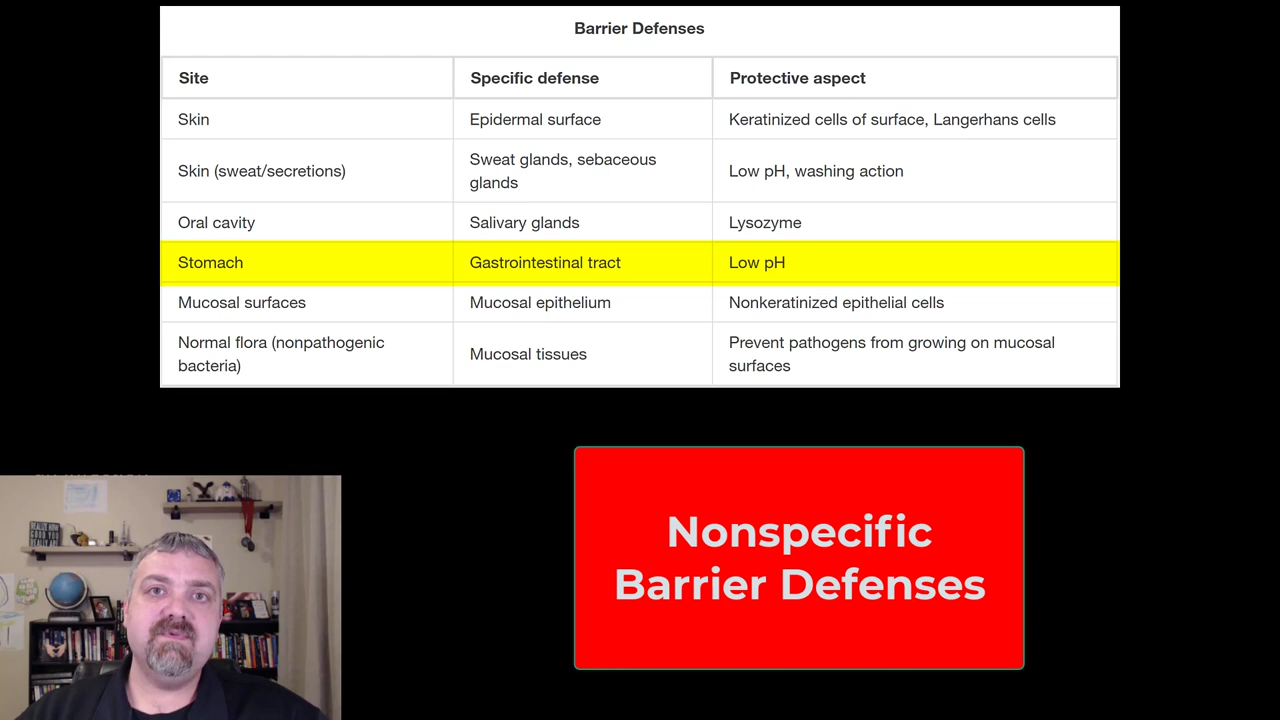 Barrier Defenses
Site Specific defense Protective aspect
Skin Epidermal surface Keratinized cells of surface, Langerhans cells
Skin (sweat/secretions) Sweat glands, sebaceous glands Low pH, washing action
Oral cavity Salivary glands Lysozyme
Stomach Gastrointestinal tract Low pH
Mucosal surfaces Mucosal epithelium Nonkeratinized epithelial cells
Normal flora (nonpathogenic bacteria) Mucosal tissues Prevent pathogens from growing on mucosal surfaces
Nonspecific
Barrier Defenses